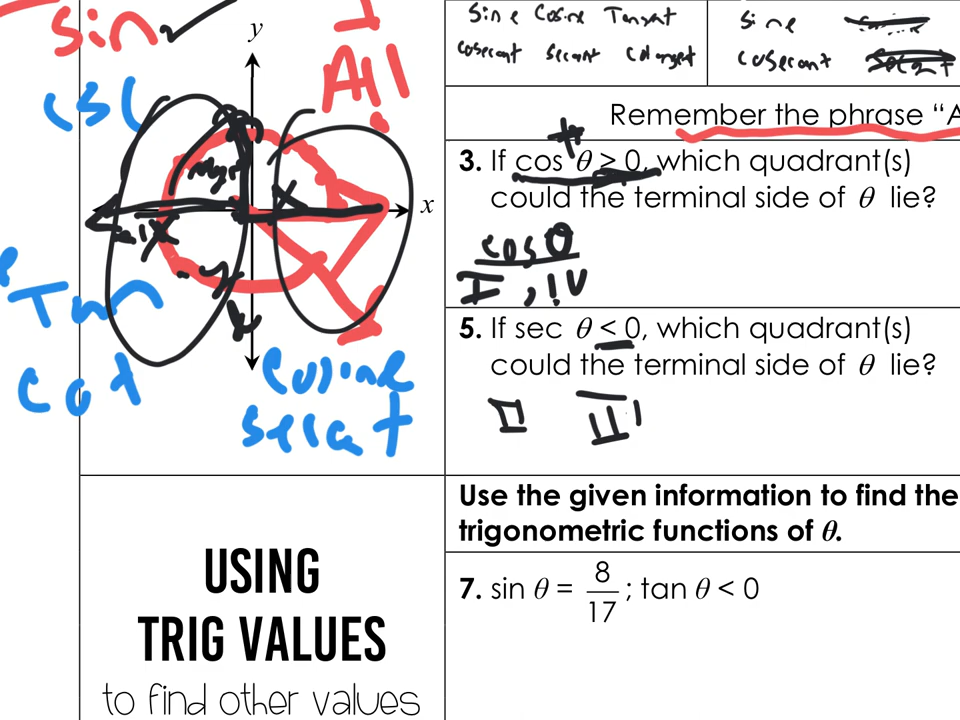 Sine Cosine Tangent
Cosecant Secant Cotangent
Sine
Cosecant Secant
Sin
csc
y
All
x
Tan
cot
Cosine
Secant
Remember the phrase “A
+
3. If cos θ > 0, which quadrant(s)
could the terminal side of θ lie?
cos θ
I, IV
5. If sec θ < 0, which quadrant(s)
could the terminal side of θ lie?
II III
Use the given information to find the
trigonometric functions of θ.
USING
TRIG VALUES
to find other values
7. sin θ = 8/17 ; tan θ < 0